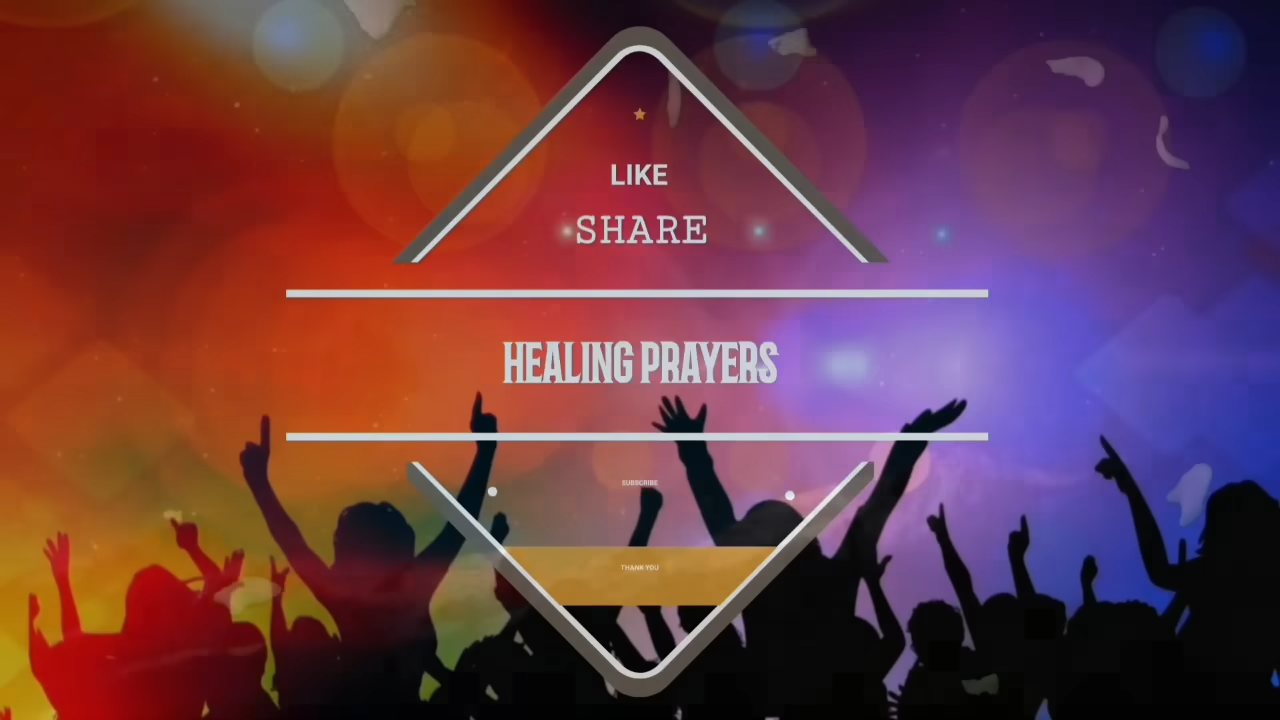 LIKE
SHARE
HEALING PRAYERS
SUBSCRIBE
THANK YOU